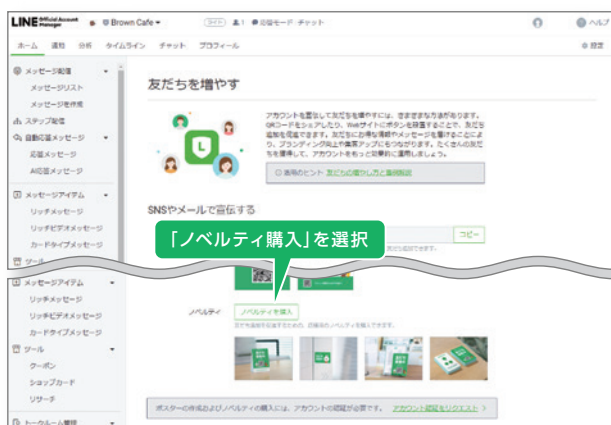 LINE Official Account Manager
Brown Cafe
応答モード:チャット
ヘルプ
ホーム 通知 分析 タイムライン チャット プロフィール
設定
メッセージ配信
メッセージリスト
メッセージを作成
ステップ配信
自動応答メッセージ
応答メッセージ
AI応答メッセージ
メッセージアイテム
リッチメッセージ
リッチビデオメッセージ
カードタイプメッセージ
ツール
友だちを増やす
アカウントを宣伝して友だちを増やすには、さまざまな方法があります。
QRコードをシェアしたり、Webサイトにボタンを設置することで、友だち
追加を促進できます。友だちにお得な情報やメッセージを届けることによ
り、ブランディング向上や集客アップにもつながります。たくさんの友だ
ちを獲得して、アカウントをもっと効果的に運用しましょう。
運用のヒント 友だちの増やし方と事例解説
SNSやメールで宣伝する
コピー
「ノベルティ購入」を選択
メッセージアイテム
リッチメッセージ
リッチビデオメッセージ
カードタイプメッセージ
ツール
クーポン
ショップカード
リサーチ
トークルーム管理
ノベルティ
ノベルティを購入
ポスターの作成およびノベルティの購入には、アカウントの認証が必要です。 アカウント認証をリクエスト